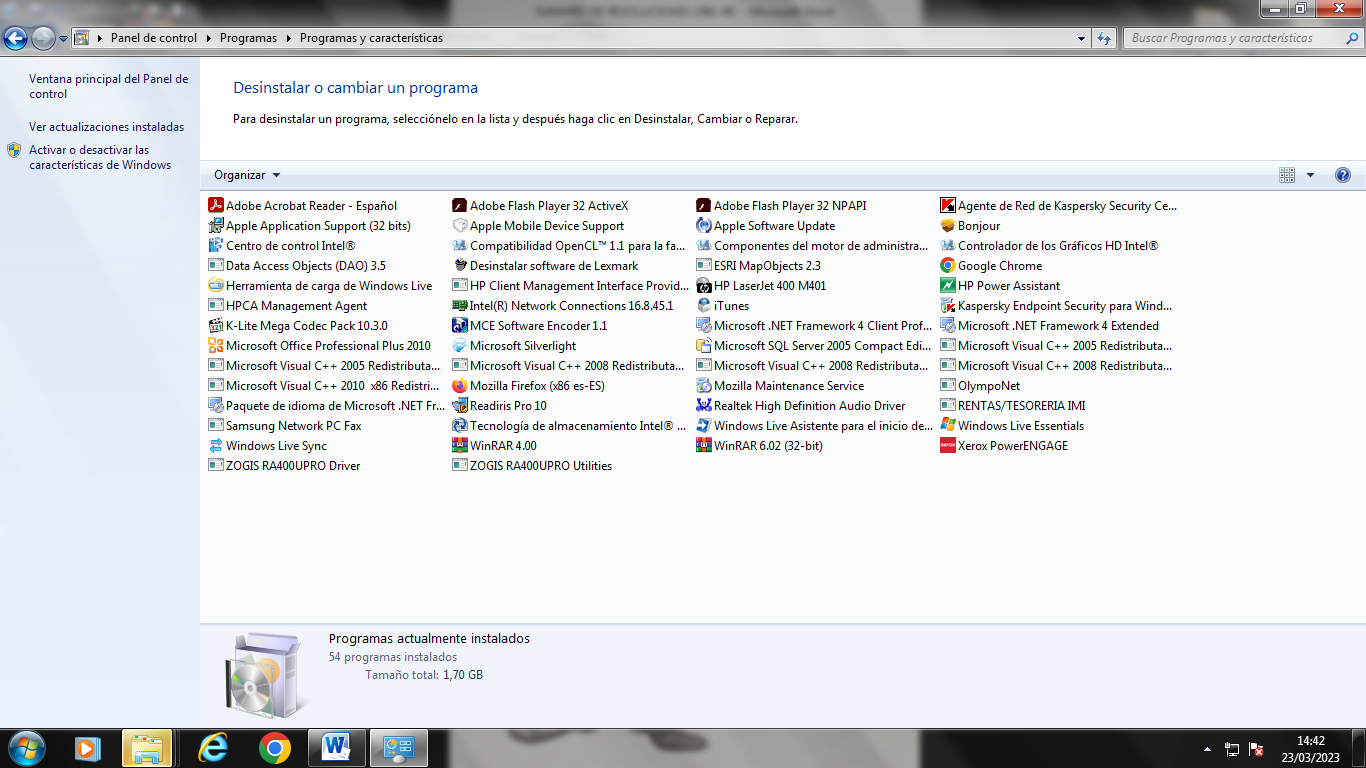 Panel de control
Programas
Programas y características
Buscar Programas y características
Ventana principal del Panel de
control
Ver actualizaciones instaladas
Activar o desactivar las
características de Windows
Desinstalar o cambiar un programa
Para desinstalar un programa, selecciónelo en la lista y después haga clic en Desinstalar, Cambiar o Reparar.
Organizar
Adobe Acrobat Reader - Español
Adobe Flash Player 32 ActiveX
Adobe Flash Player 32 NPAPI
Agente de Red de Kaspersky Security Ce...
Apple Application Support (32 bits)
Apple Mobile Device Support
Apple Software Update
Bonjour
Centro de control Intel®
Compatibilidad OpenCL™ 1.1 para la fa...
Componentes del motor de administra...
Controlador de los Gráficos HD Intel®
Data Access Objects (DAO) 3.5
Desinstalar software de Lexmark
ESRI MapObjects 2.3
Google Chrome
Herramienta de carga de Windows Live
HP Client Management Interface Provid...
HP LaserJet 400 M401
HP Power Assistant
HPCA Management Agent
Intel(R) Network Connections 16.8.45.1
iTunes
Kaspersky Endpoint Security para Wind...
K-Lite Mega Codec Pack 10.3.0
MCE Software Encoder 1.1
Microsoft .NET Framework 4 Client Prof...
Microsoft .NET Framework 4 Extended
Microsoft Office Professional Plus 2010
Microsoft Silverlight
Microsoft SQL Server 2005 Compact Edi...
Microsoft Visual C++ 2005 Redistributa...
Microsoft Visual C++ 2005 Redistributa...
Microsoft Visual C++ 2008 Redistributa...
Microsoft Visual C++ 2008 Redistributa...
Microsoft Visual C++ 2008 Redistributa...
Microsoft Visual C++ 2010  x86 Redistri...
Mozilla Firefox (x86 es-ES)
Mozilla Maintenance Service
OlympoNet
Paquete de idioma de Microsoft .NET Fr...
Readiris Pro 10
Realtek High Definition Audio Driver
RENTAS/TESORERIA IMI
Samsung Network PC Fax
Tecnología de almacenamiento Intel® ...
Windows Live Asistente para el inicio de...
Windows Live Essentials
Windows Live Sync
WinRAR 4.00
WinRAR 6.02 (32-bit)
Xerox PowerENGAGE
ZOGIS RA400UPRO Driver
ZOGIS RA400UPRO Utilities
Programas actualmente instalados
54 programas instalados
Tamaño total: 1,70 GB
14:42
23/03/2023